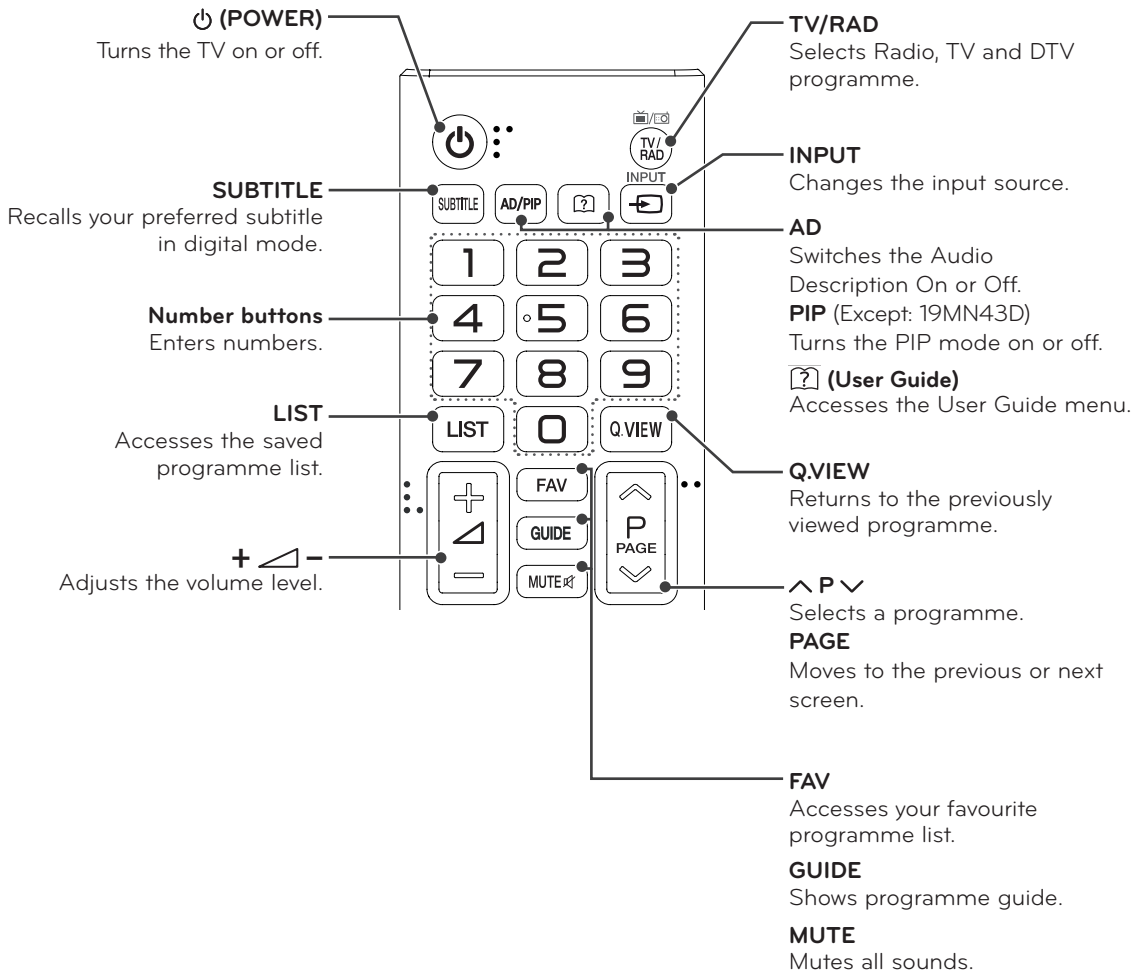 ⏻ (POWER)
Turns the TV on or off.
SUBTITLE
Recalls your preferred subtitle
in digital mode.
Number buttons
Enters numbers.
LIST
Accesses the saved
programme list.
+ ◿ −
Adjusts the volume level.
TV/
RAD
INPUT
SUBTITLE AD/PIP ?
1 2 3
4 5 6
7 8 9
LIST 0 Q.VIEW
+ FAV
GUIDE P
PAGE
− MUTE
TV/RAD
Selects Radio, TV and DTV
programme.
INPUT
Changes the input source.
AD
Switches the Audio
Description On or Off.
PIP (Except: 19MN43D)
Turns the PIP mode on or off.
? (User Guide)
Accesses the User Guide menu.
Q.VIEW
Returns to the previously
viewed programme.
∧ P ∨
Selects a programme.
PAGE
Moves to the previous or next
screen.
FAV
Accesses your favourite
programme list.
GUIDE
Shows programme guide.
MUTE
Mutes all sounds.